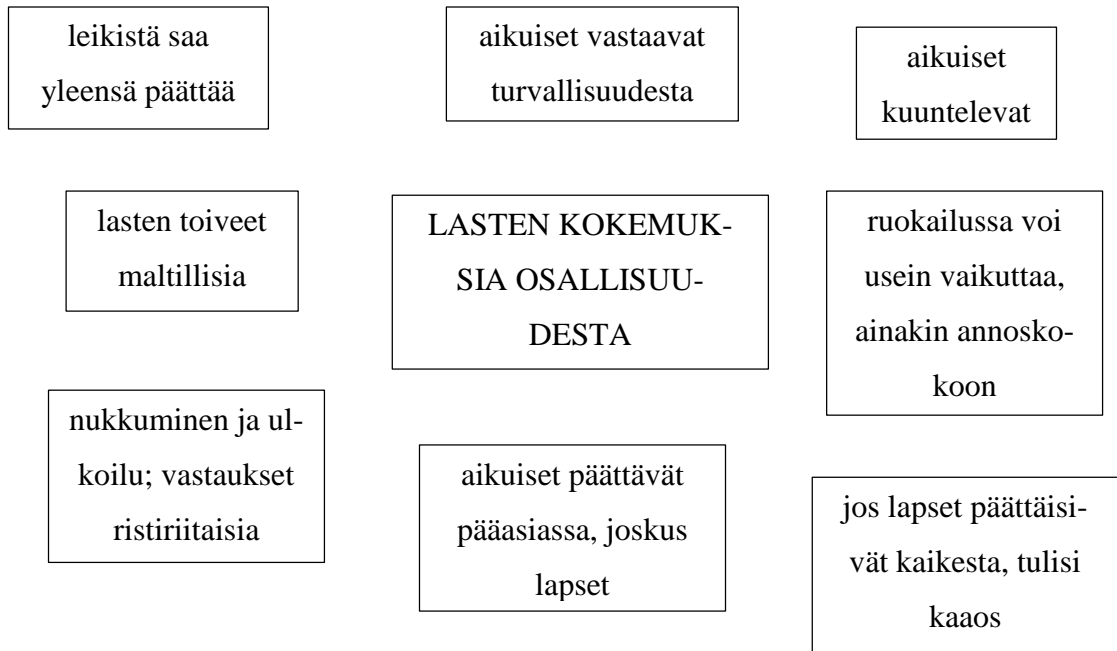 leikistä saa
yleensä päättää
aikuiset vastaavat
turvallisuudesta
aikuiset
kuuntelevat
lasten toiveet
maltillisia
LASTEN KOKEMUK-
SIA OSALLISUU-
DESTA
ruokailussa voi
usein vaikuttaa,
ainakin annosko-
koon
nukkuminen ja ul-
koilu; vastaukset
ristiriitaisia
aikuiset päättävät
pääasiassa, joskus
lapset
jos lapset päättäisi-
vät kaikesta, tulisi
kaaos